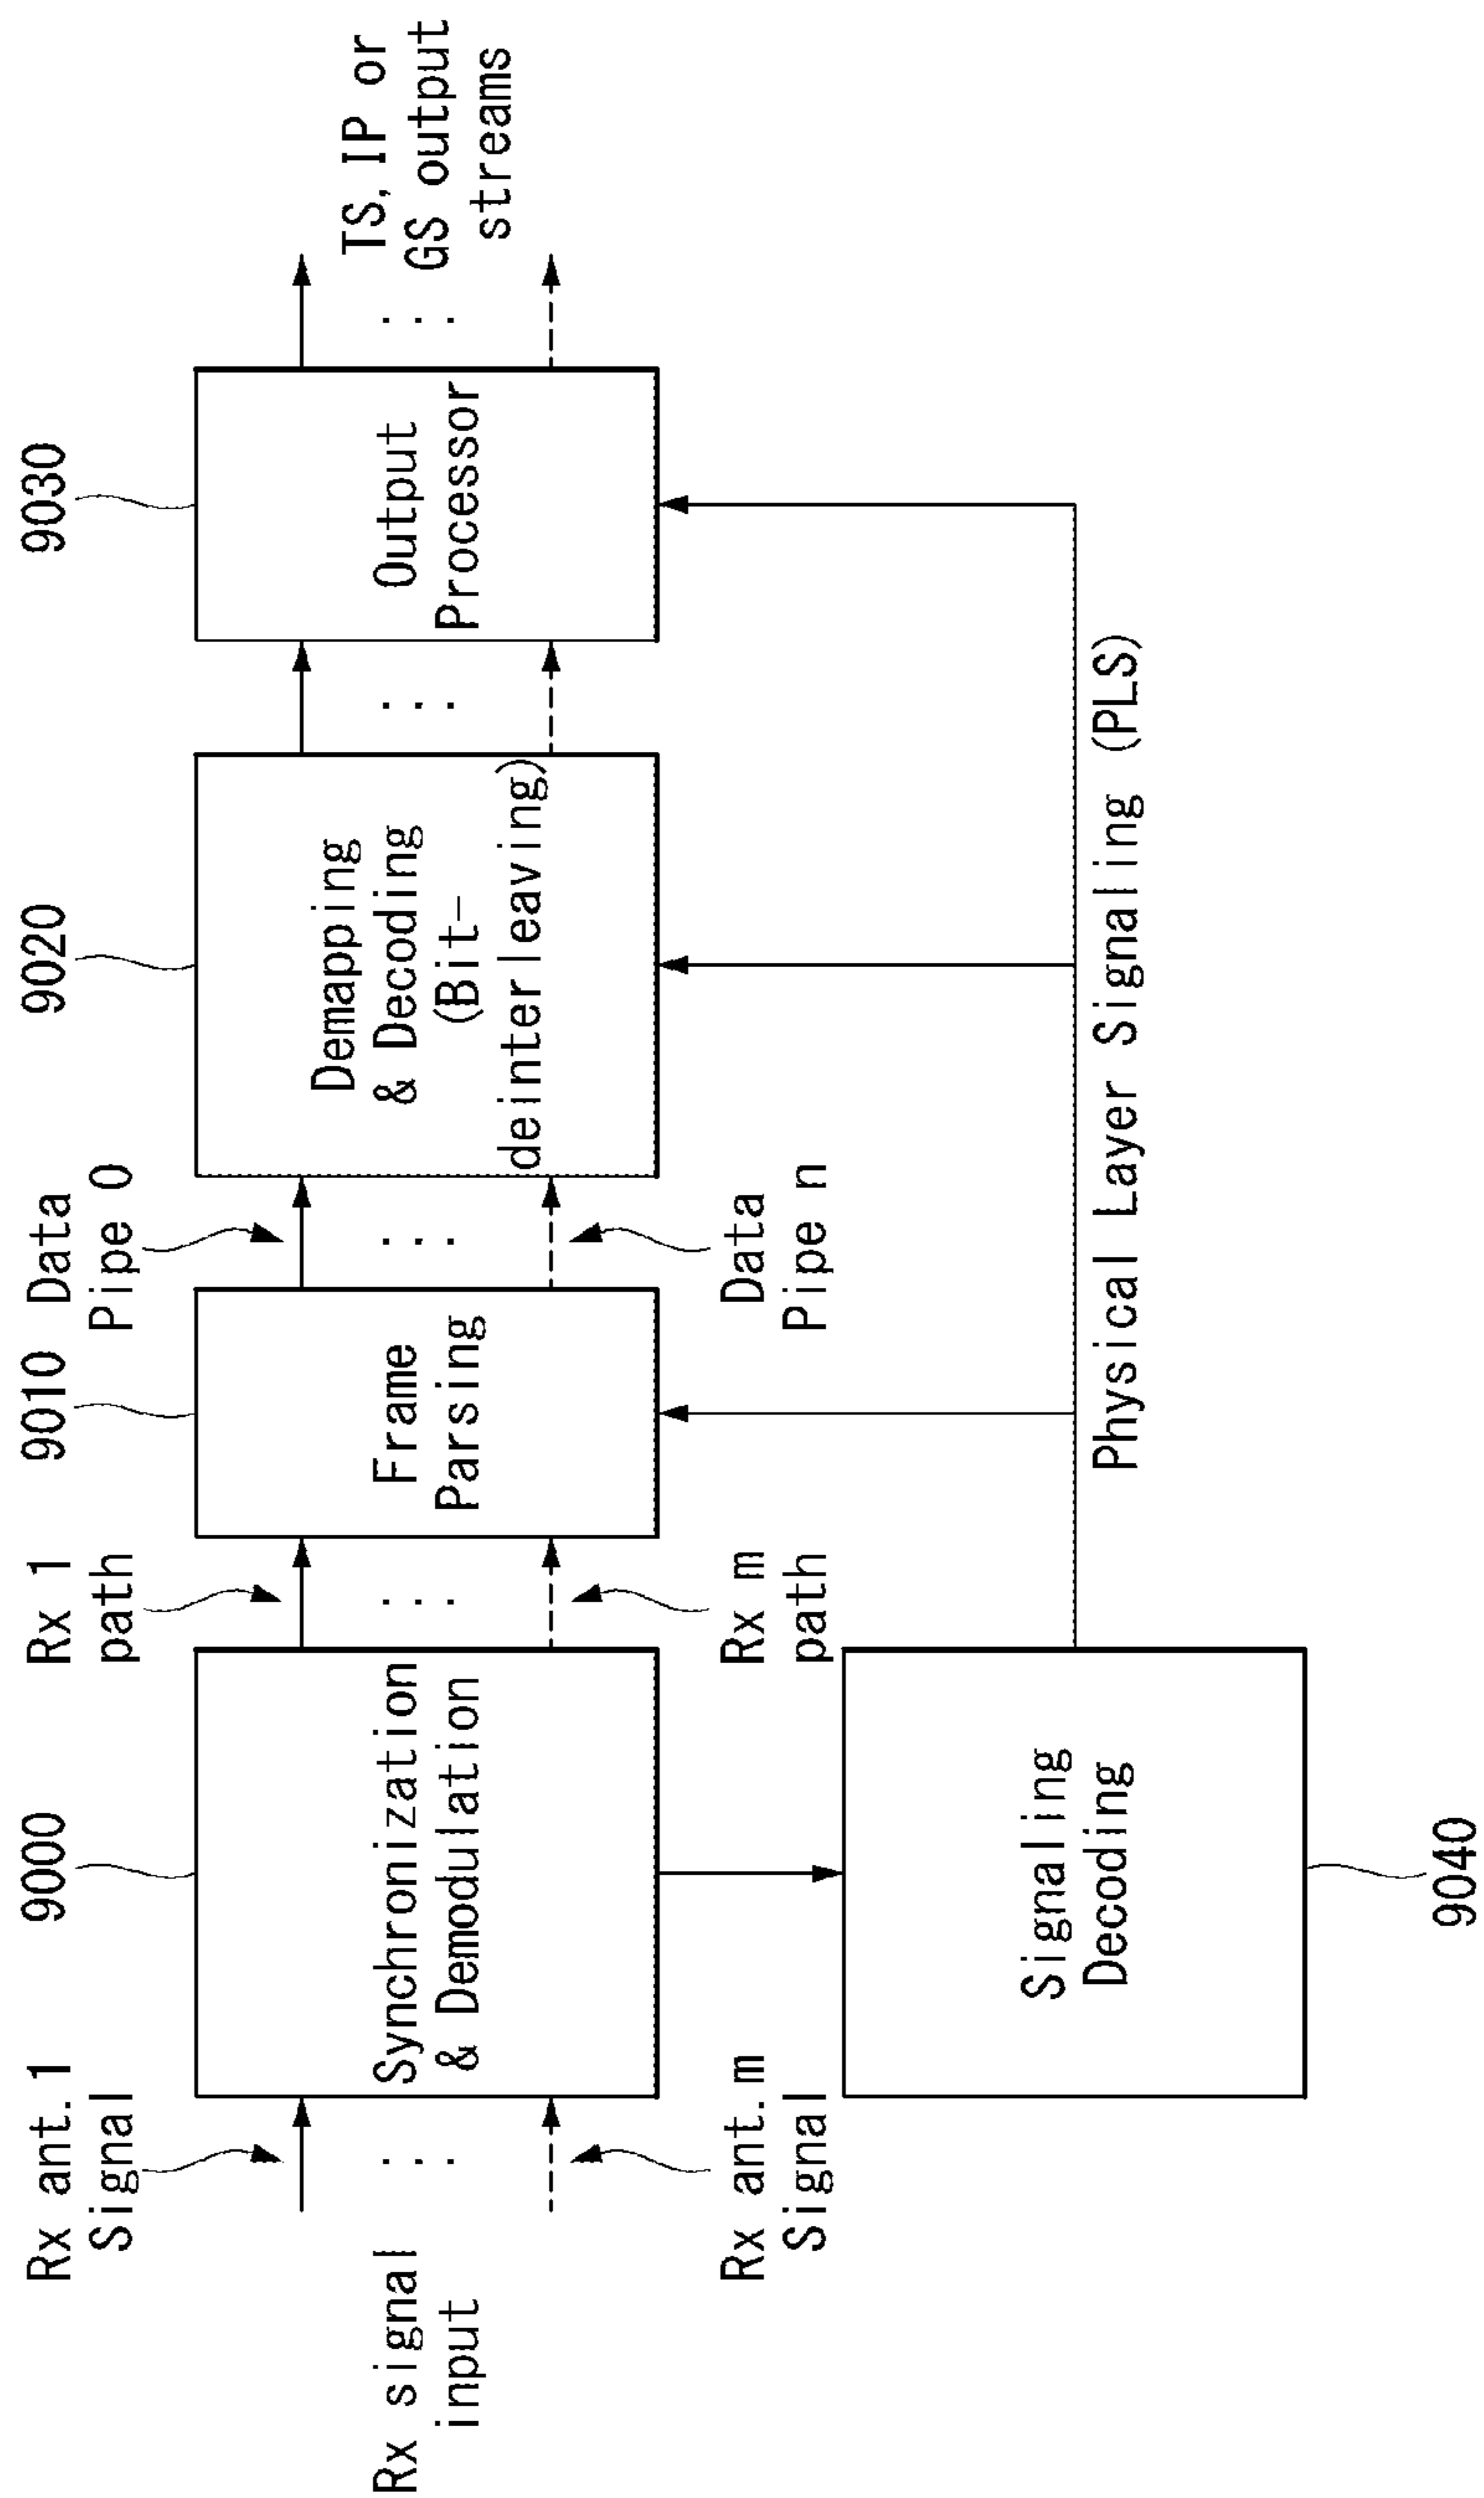 Rx signal
input
Rx ant.1
Signal
Rx ant.m
Signal
9000
Synchronization
& Demodulation
Rx 1
path
Rx m
path
9010
Frame
Parsing
Data
Pipe 0
Data
Pipe n
9020
Demapping
& Decoding
(Bit-
deinterleaving)
9030
Output
Processor
TS, IP or
GS output
streams
Signaling
Decoding
9040
Physical Layer Signaling (PLS)